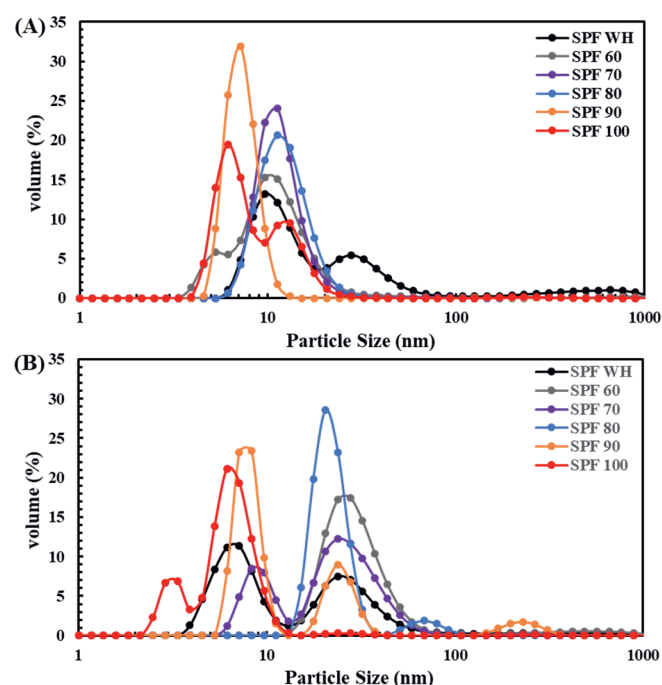 (A)
35
30
25
20
15
10
5
0
volume (%)
1
10
100
1000
Particle Size (nm)
SPF WH
SPF 60
SPF 70
SPF 80
SPF 90
SPF 100
(B)
35
30
25
20
15
10
5
0
volume (%)
1
10
100
1000
Particle Size (nm)
SPF WH
SPF 60
SPF 70
SPF 80
SPF 90
SPF 100